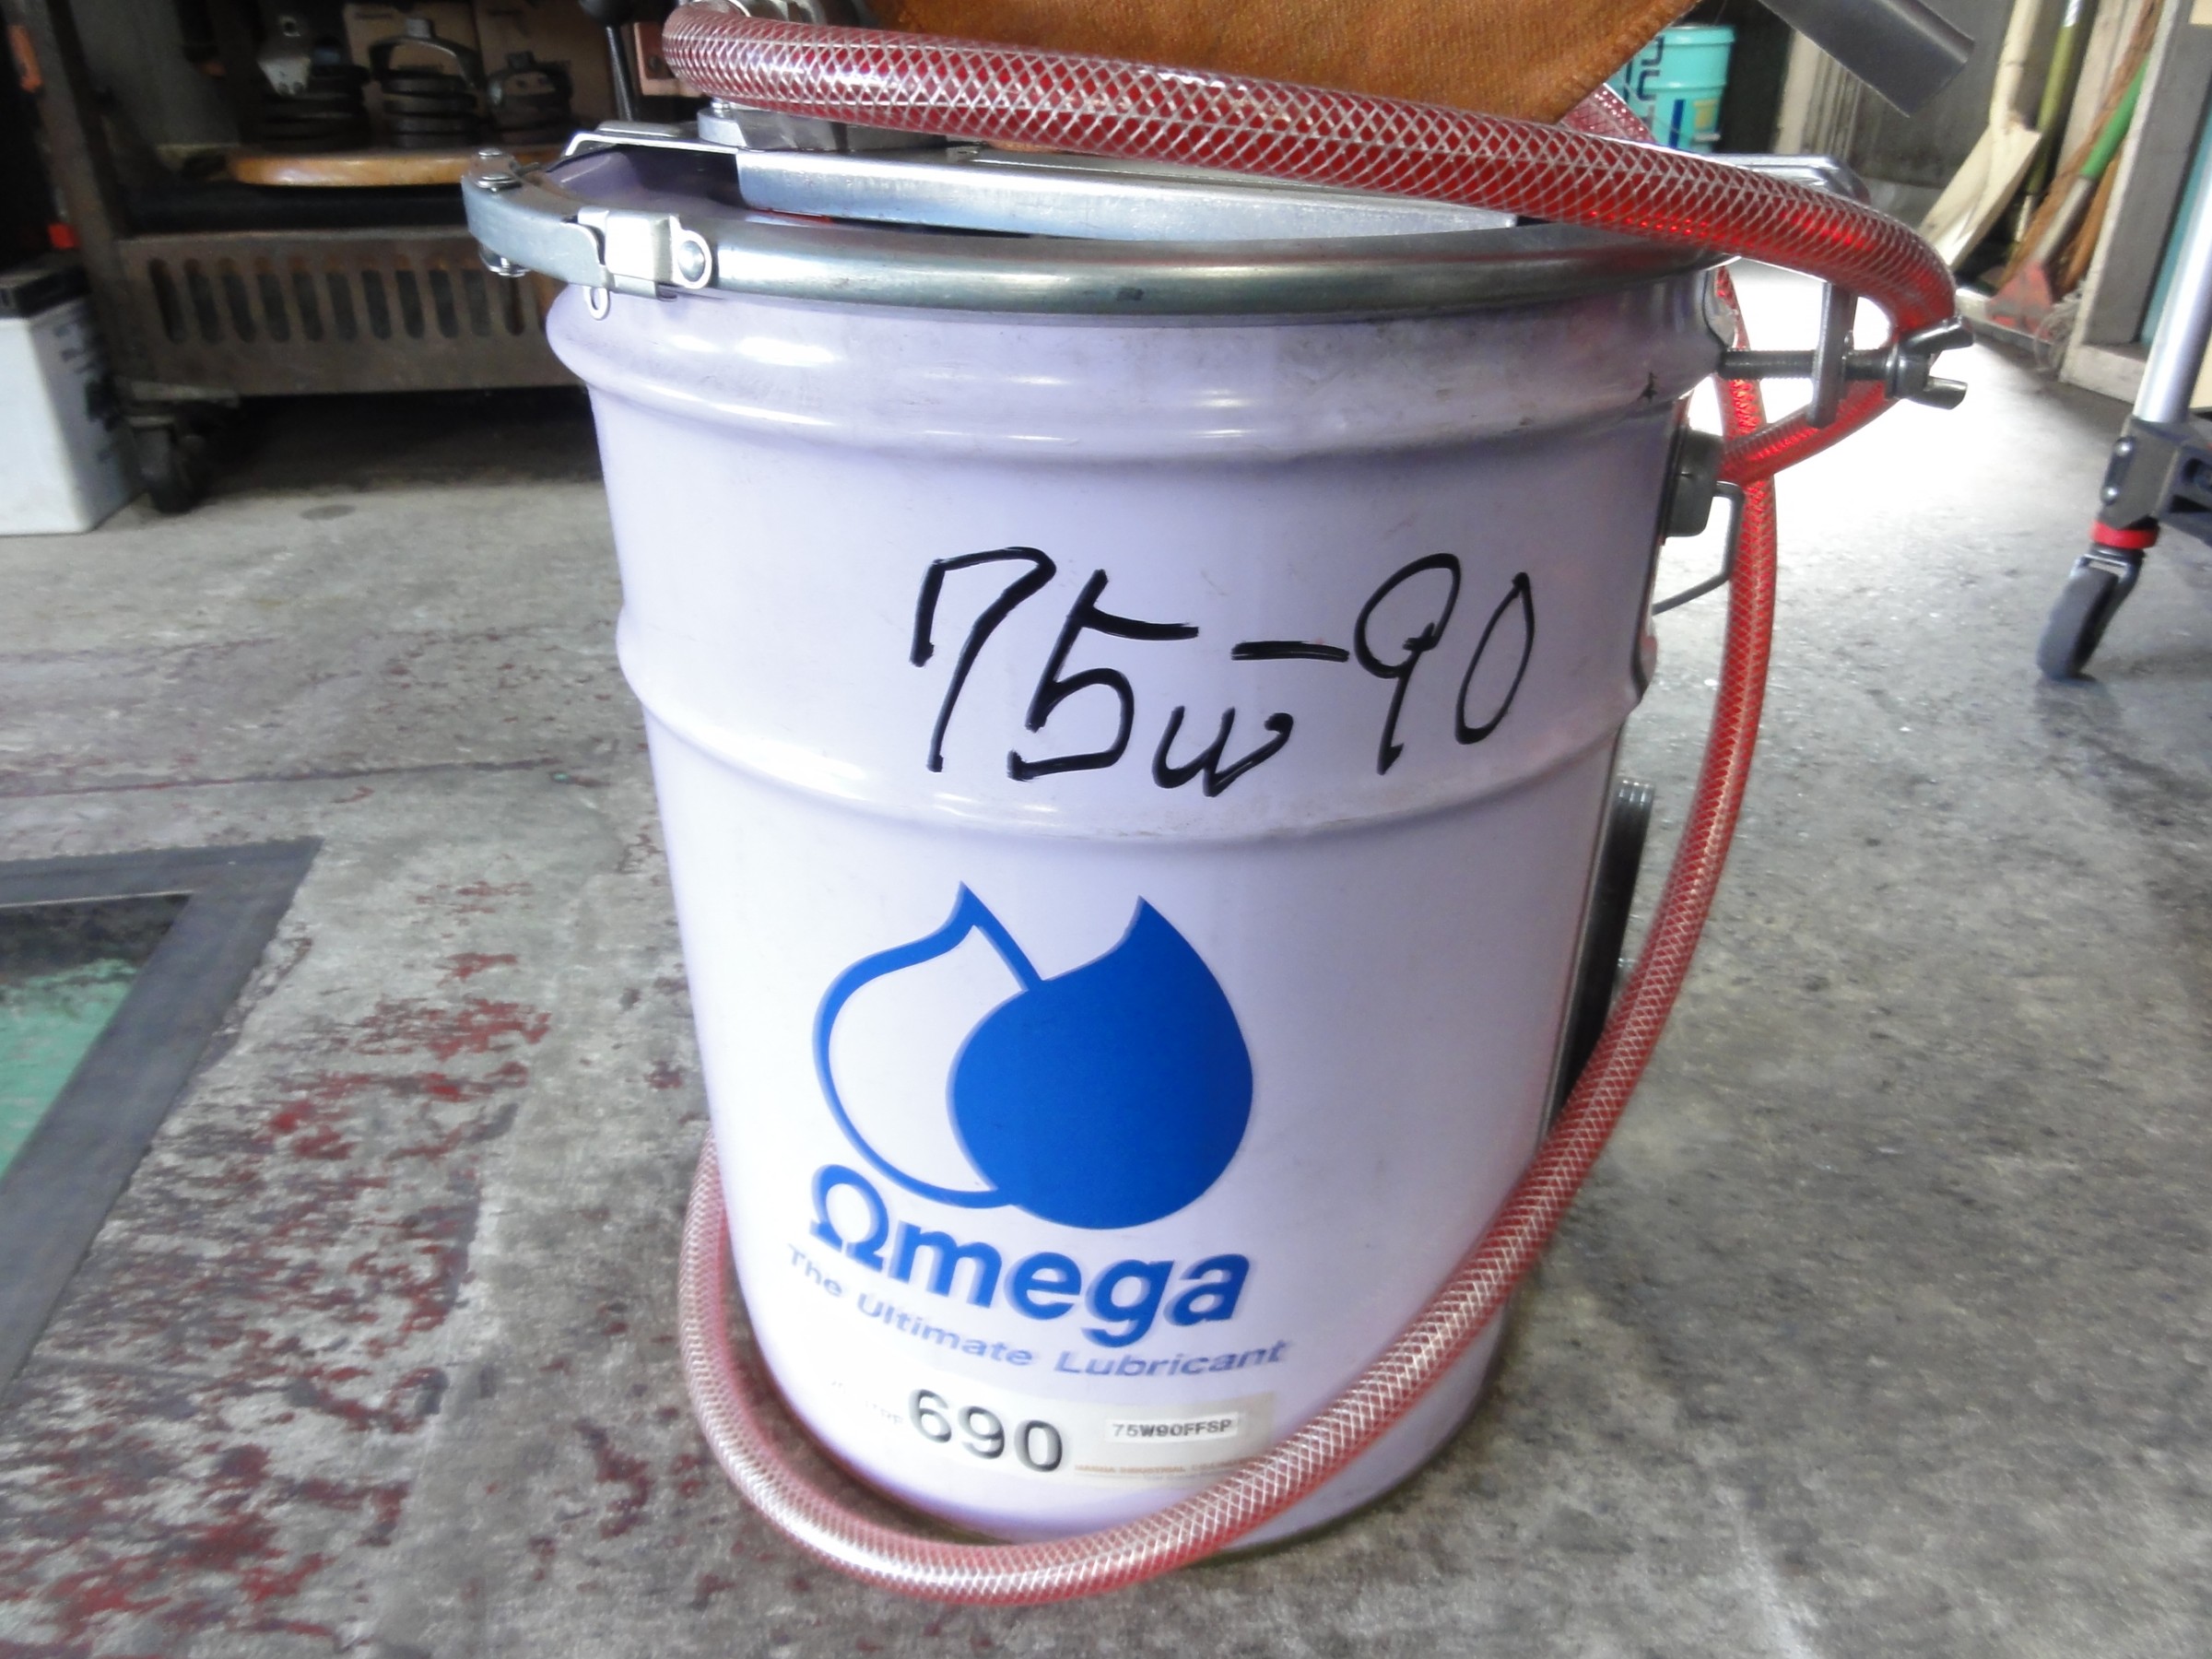 75w-90
Ωmega
The Ultimate Lubricant
690
75W90FFSP